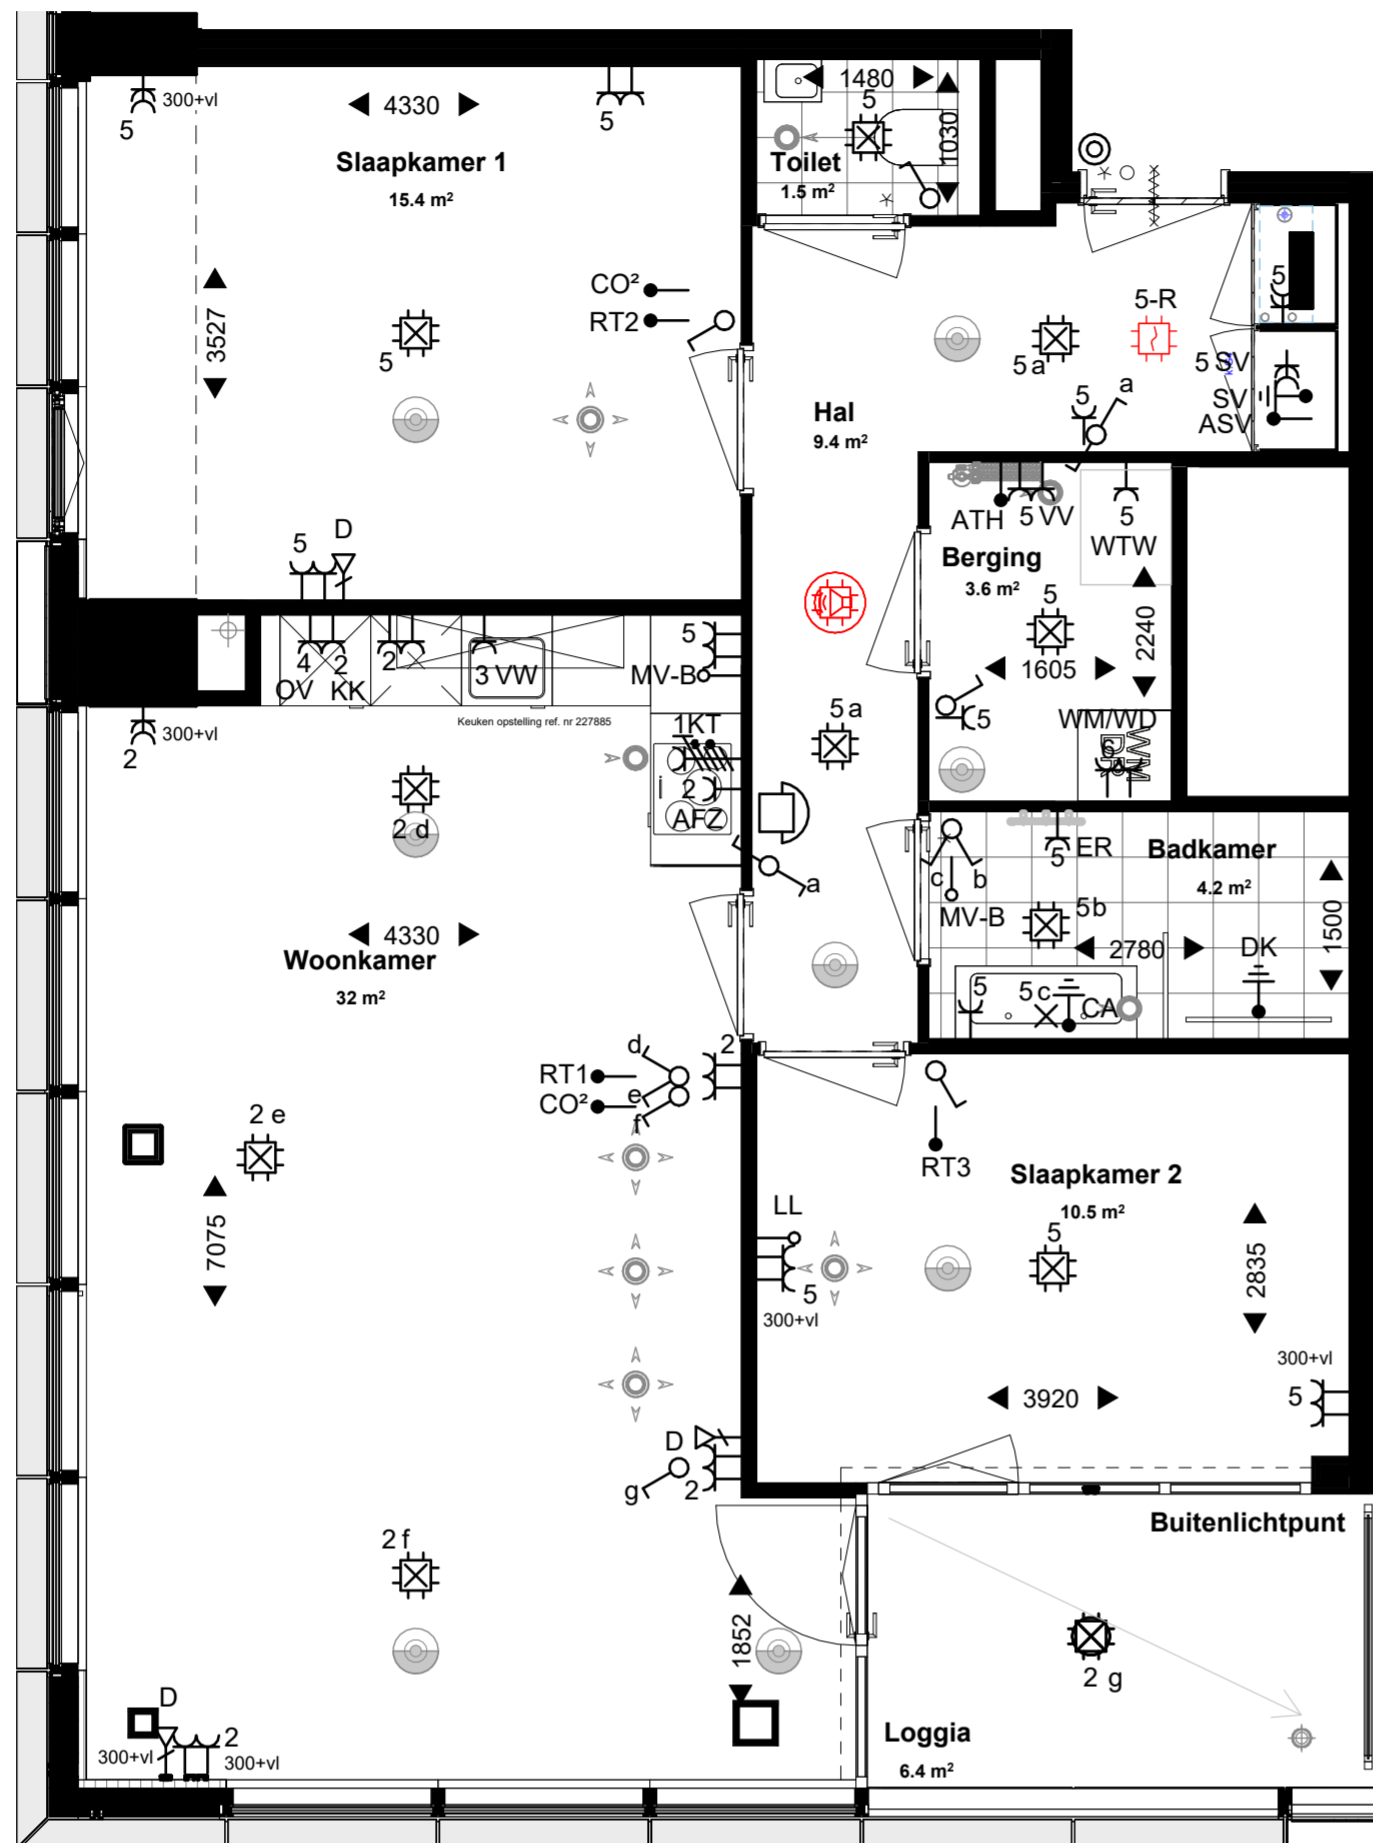 300+vl
5
4330
5
Slaapkamer 1
15.4 m²
3527
CO²
RT2
5
5
D
1480
5
1030
Toilet
1.5 m²
5-R
5
5 a
5 SV
SV
ASV
a
5
Hal
9.4 m²
ATH
5 VV
5
WTW
Berging
3.6 m²
5
2240
1605
5
WM/WD
6
WM
DR
4
2
2
3 VW
5
OV
KK
MV-B
300+vl
2
Keuken opstelling ref. nr 227885
1KT
2
AFZ
5 a
a
2 d
4330
Woonkamer
32 m²
5
ER
Badkamer
4.2 m²
c
b
MV-B
5 b
2780
DK
1500
5
5 c
CA
d
2
RT1
e
CO²
f
2 e
7075
RT3
Slaapkamer 2
10.5 m²
LL
5
5
300+vl
2835
300+vl
5
3920
D
g
2
Buitenlichtpunt
2 f
1852
2 g
D
2
300+vl
300+vl
Loggia
6.4 m²